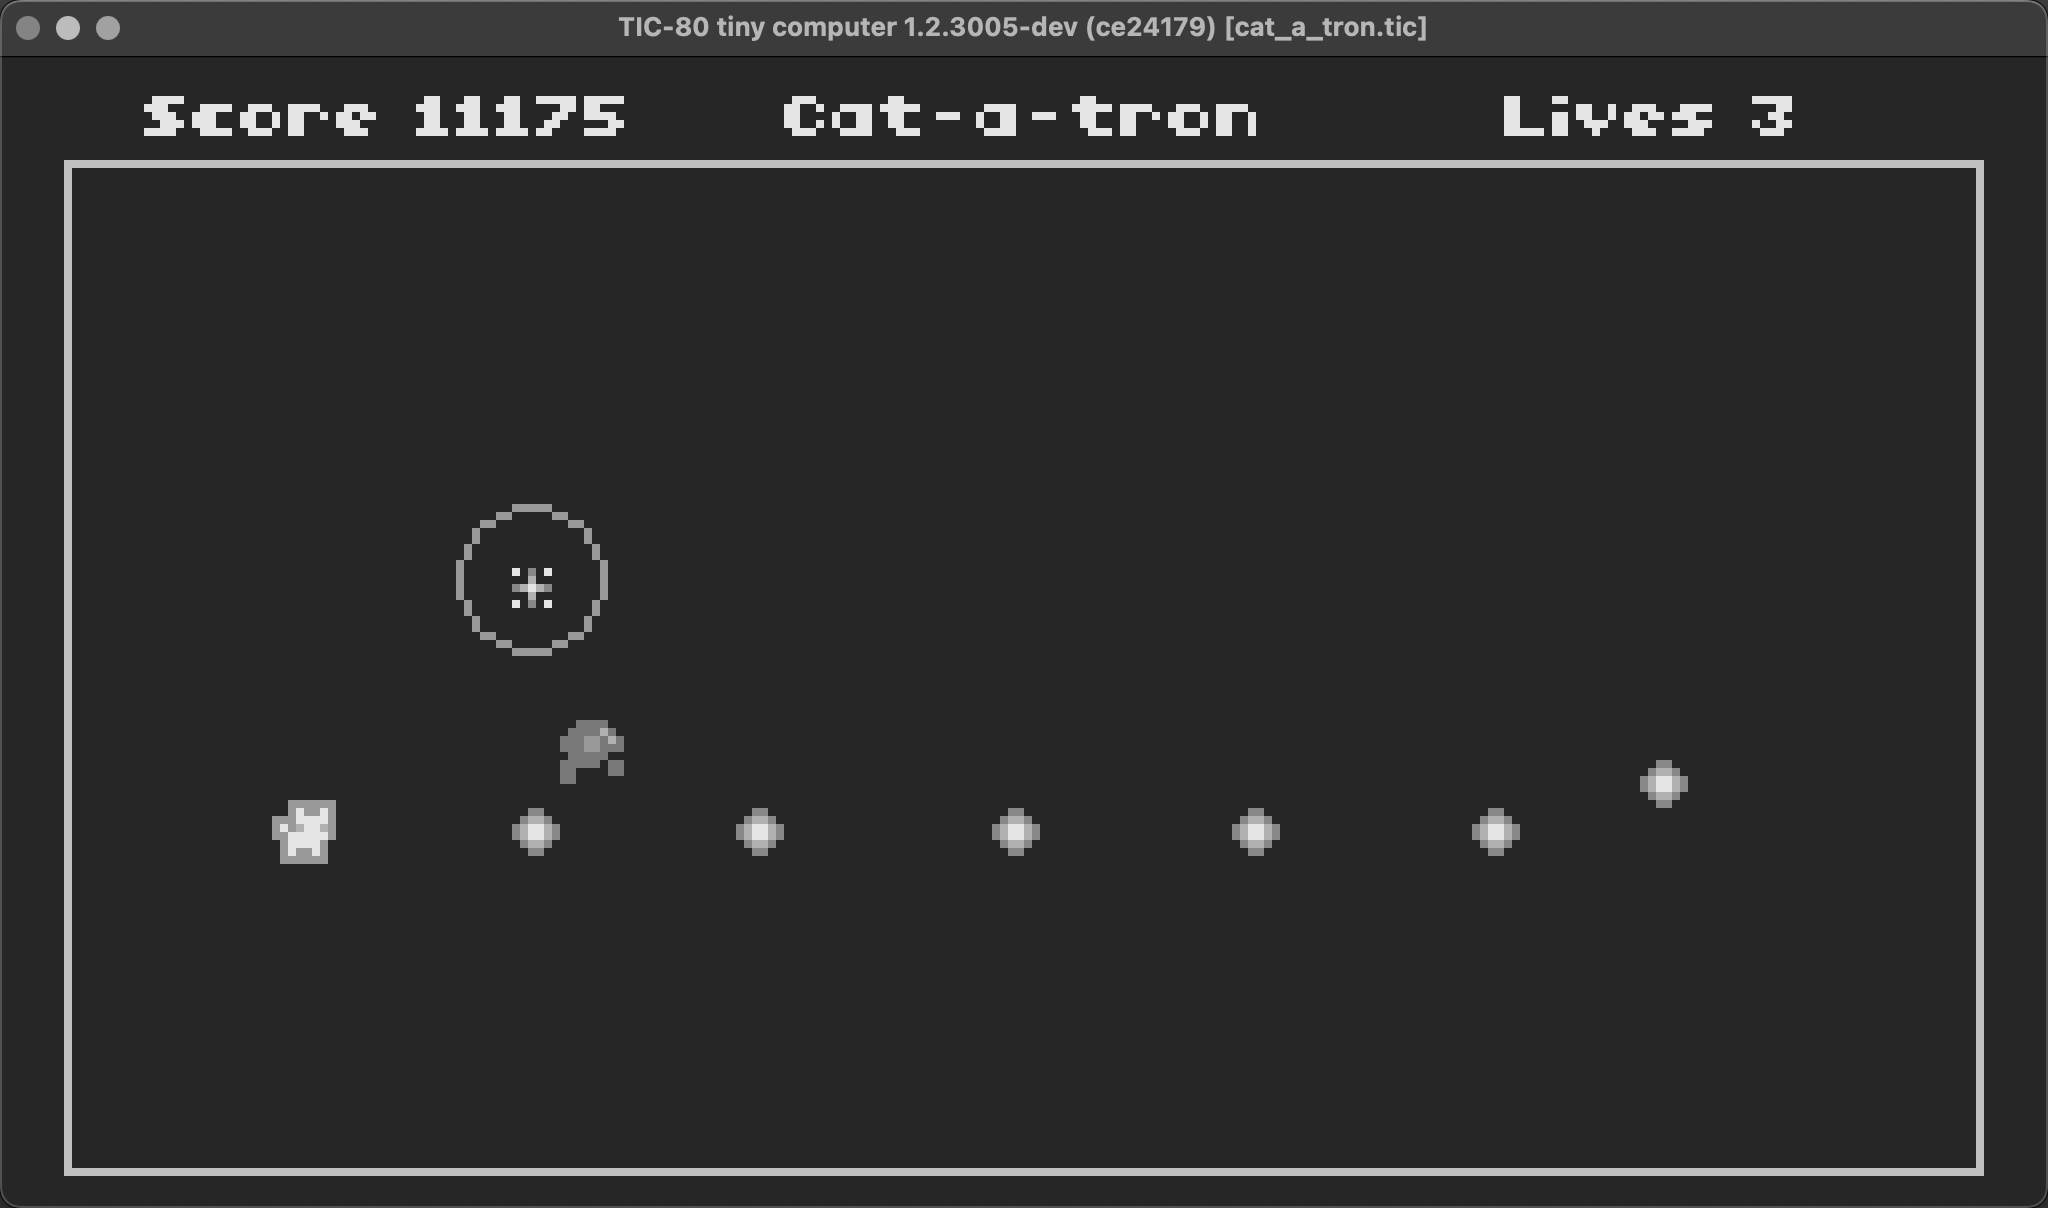 TIC-80 tiny computer 1.2.3005-dev (ce24179) [cat_a_tron.tic]
Score 11175 Cat-a-tron Lives 3